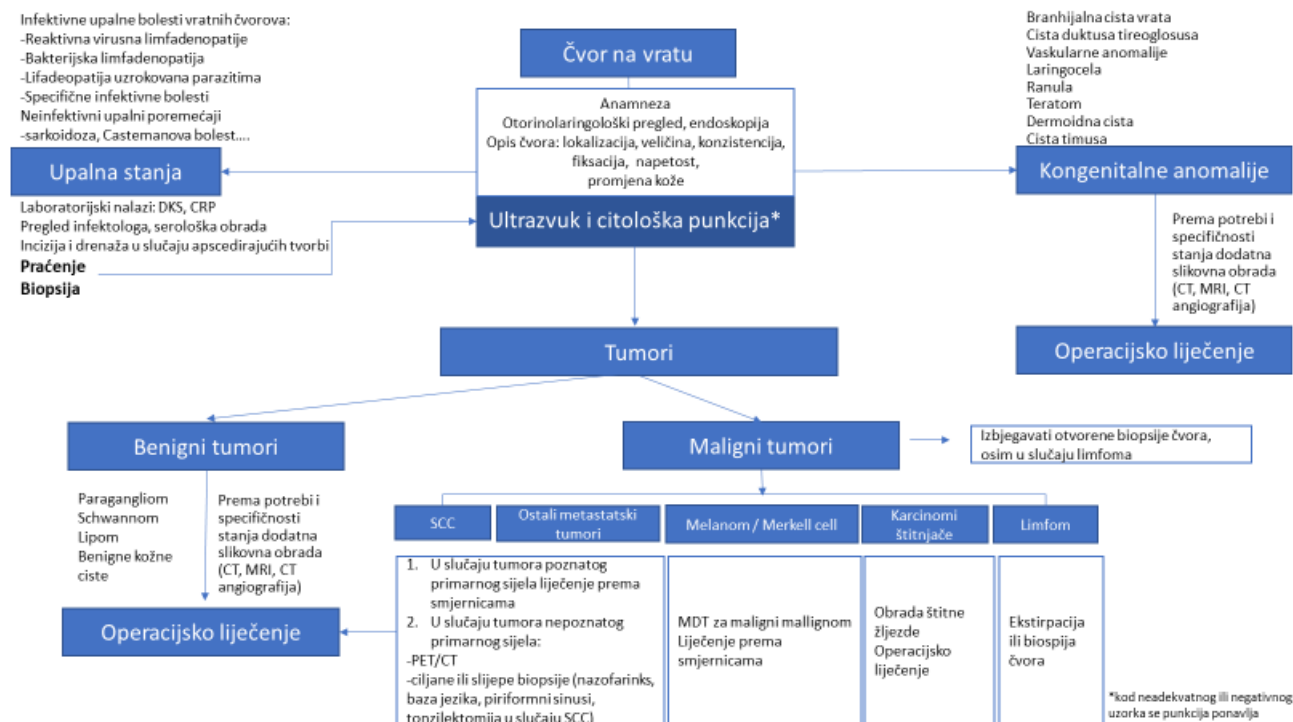 Infektivne upalne bolesti vratnih čvorova:
-Reaktivna virusna limfadenopatije
-Bakterijska limfadenopatija
-Lifadeopatija uzrokovana parazitima
-Specifične infektivne bolesti
Neinfektivni upalni poremećaji
-sarkoidoza, Castemanova bolest....
Upalna stanja
Laboratorijski nalazi: DKS, CRP
Pregled infektologa, serološka obrada
Incizija i drenaža u slučaju apscedirajućih tvorbi
Praćenje
Biopsija
Čvor na vratu
Anamneza
Otorinolaringološki pregled, endoskopija
Opis čvora: lokalizacija, veličina, konzistencija,
fiksacija, napetost,
promjena kože
Ultrazvuk i citološka punkcija*
Branhijalna cista vrata
Cista duktusa tireoglosusa
Vaskularne anomalije
Laringocela
Ranula
Teratom
Dermoidna cista
Cista timusa
Kongenitalne anomalije
Prema potrebi i
specifičnosti
stanja dodatna
slikovna obrada
(CT, MRI, CT
angiografija)
Operacijsko liječenje
Tumori
Benigni tumori
Paragangliom
Schwannom
Lipom
Benigne kožne
ciste
Prema potrebi i
specifičnosti
stanja dodatna
slikovna obrada
(CT, MRI, CT
angiografija)
Operacijsko liječenje
Maligni tumori
Izbjegavati otvorene biopsije čvora,
osim u slučaju limfoma
SCC
Ostali metastatski
tumori
Melanom / Merkell cell
Karcinomi
štitnjače
Limfom
1. U slučaju tumora poznatog
primarnog sijela liječenje prema
smjernicama
2. U slučaju tumora nepoznatog
primarnog sijela:
-PET/CT
-ciljane ili slijepe biopsije (nazofarinks,
baza jezika, piriformni sinusi,
tonzilektomija u slučaju SCC)
MDT za maligni mallignom
Liječenje prema
smjernicama
Obrada štitne
žljezde
Operacijsko
liječenje
Ekstirpacija
ili biospija
čvora
*kod neadekvatnog ili negativnog
uzorka se punkcija ponavlja